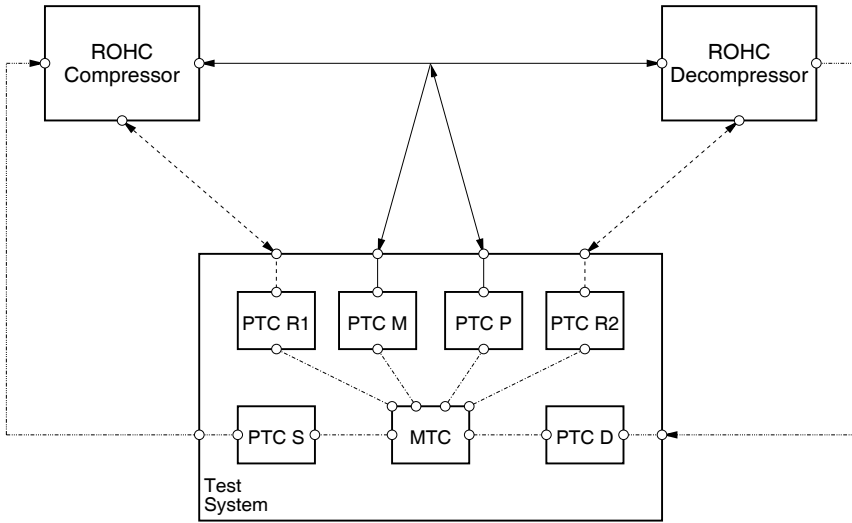 ROHC
Compressor
ROHC
Decompressor
PTC R1
PTC M
PTC P
PTC R2
PTC S
MTC
PTC D
Test
System